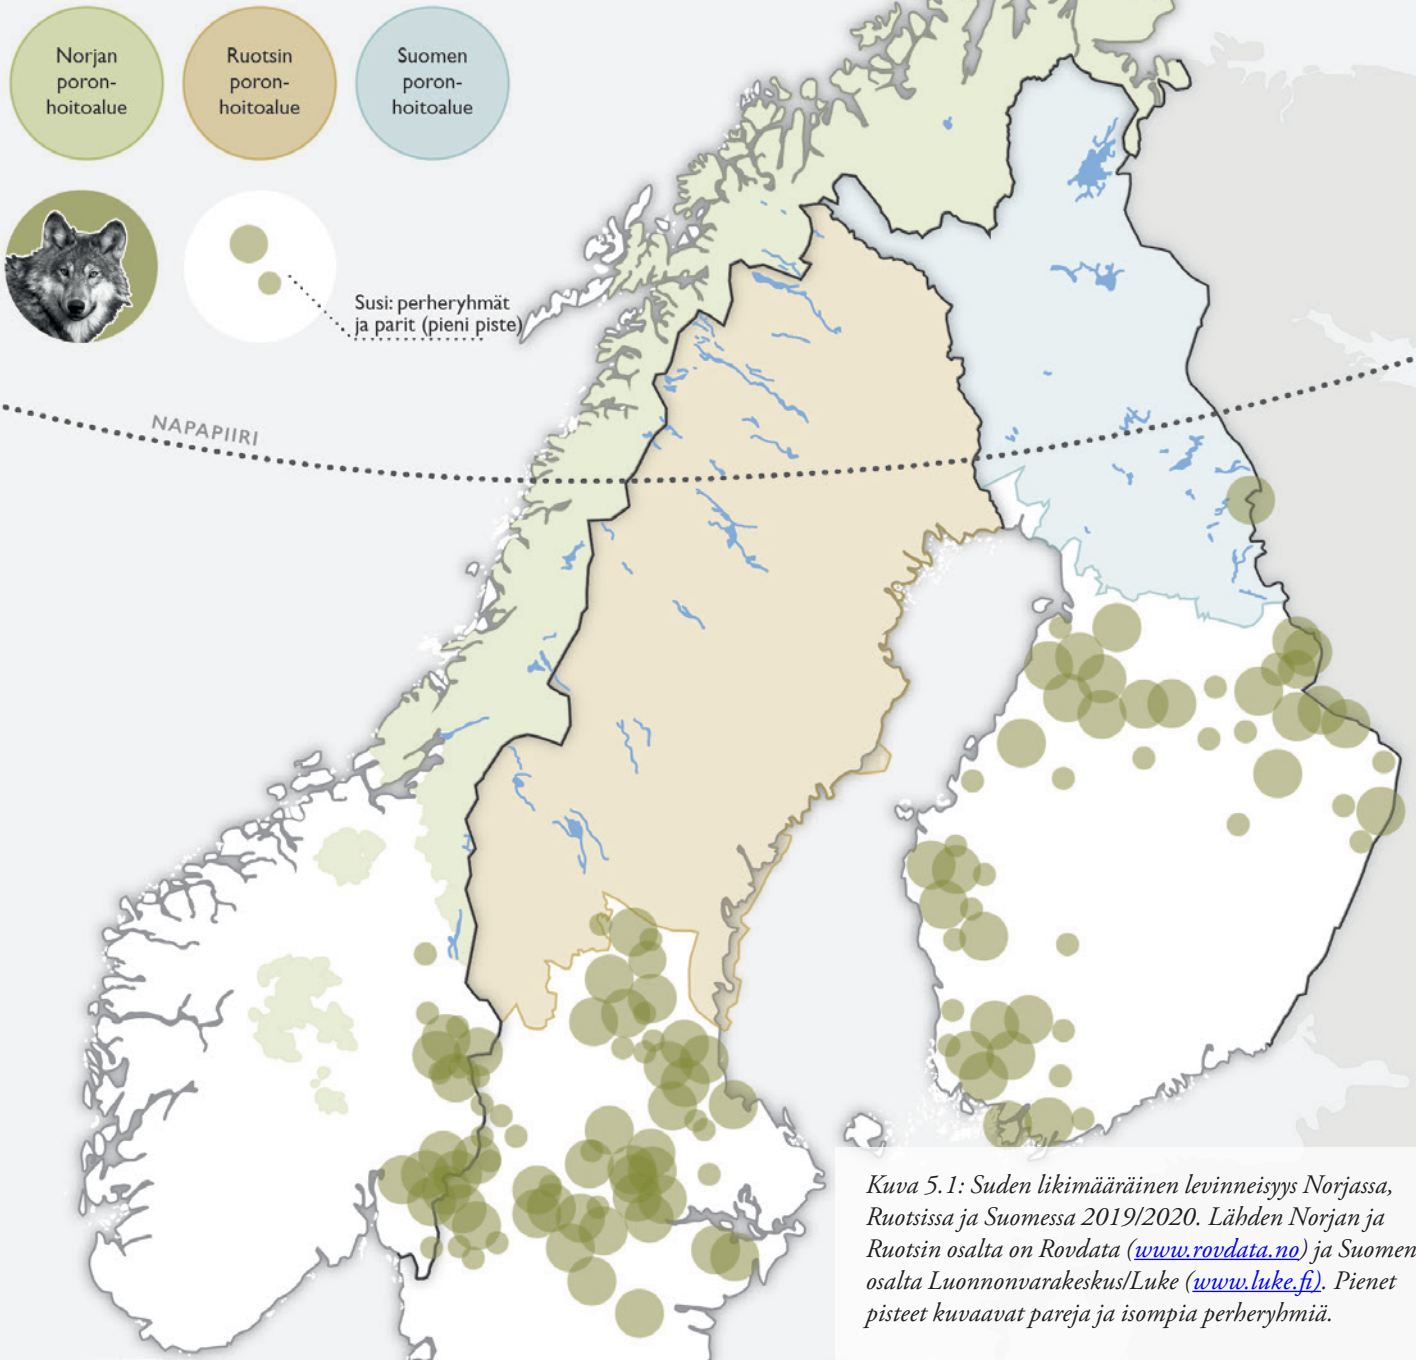 Norjan
poron-
hoitoalue
Ruotsin
poron-
hoitoalue
Suomen
poron-
hoitoalue
Susi: perheryhmät
ja parit (pieni piste)
NAPAPIIRI
Kuva 5.1: Suden likimääräinen levinneisyys Norjassa,
Ruotsissa ja Suomessa 2019/2020. Lähden Norjan ja
Ruotsin osalta on Rovdata (www.rovdata.no) ja Suomen
osalta Luonnonvarakeskus/Luke (www.luke.fi). Pienet
pisteet kuvaavat pareja ja isompia perheryhmiä.